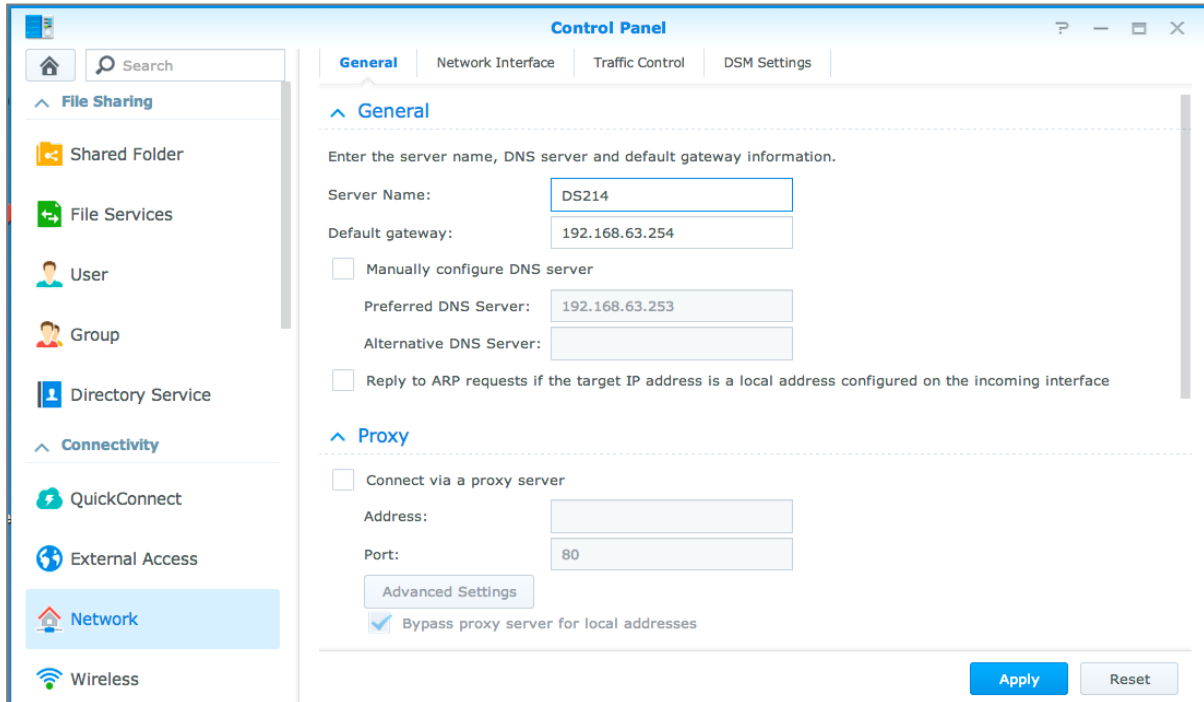 Control Panel
Search
File Sharing
Shared Folder
File Services
User
Group
Directory Service
Connectivity
QuickConnect
External Access
Network
Wireless
General Network Interface Traffic Control DSM Settings
General
Enter the server name, DNS server and default gateway information.
Server Name: DS214
Default gateway: 192.168.63.254
Manually configure DNS server
Preferred DNS Server: 192.168.63.253
Alternative DNS Server:
Reply to ARP requests if the target IP address is a local address configured on the incoming interface
Proxy
Connect via a proxy server
Address:
Port: 80
Advanced Settings
Bypass proxy server for local addresses
Apply Reset